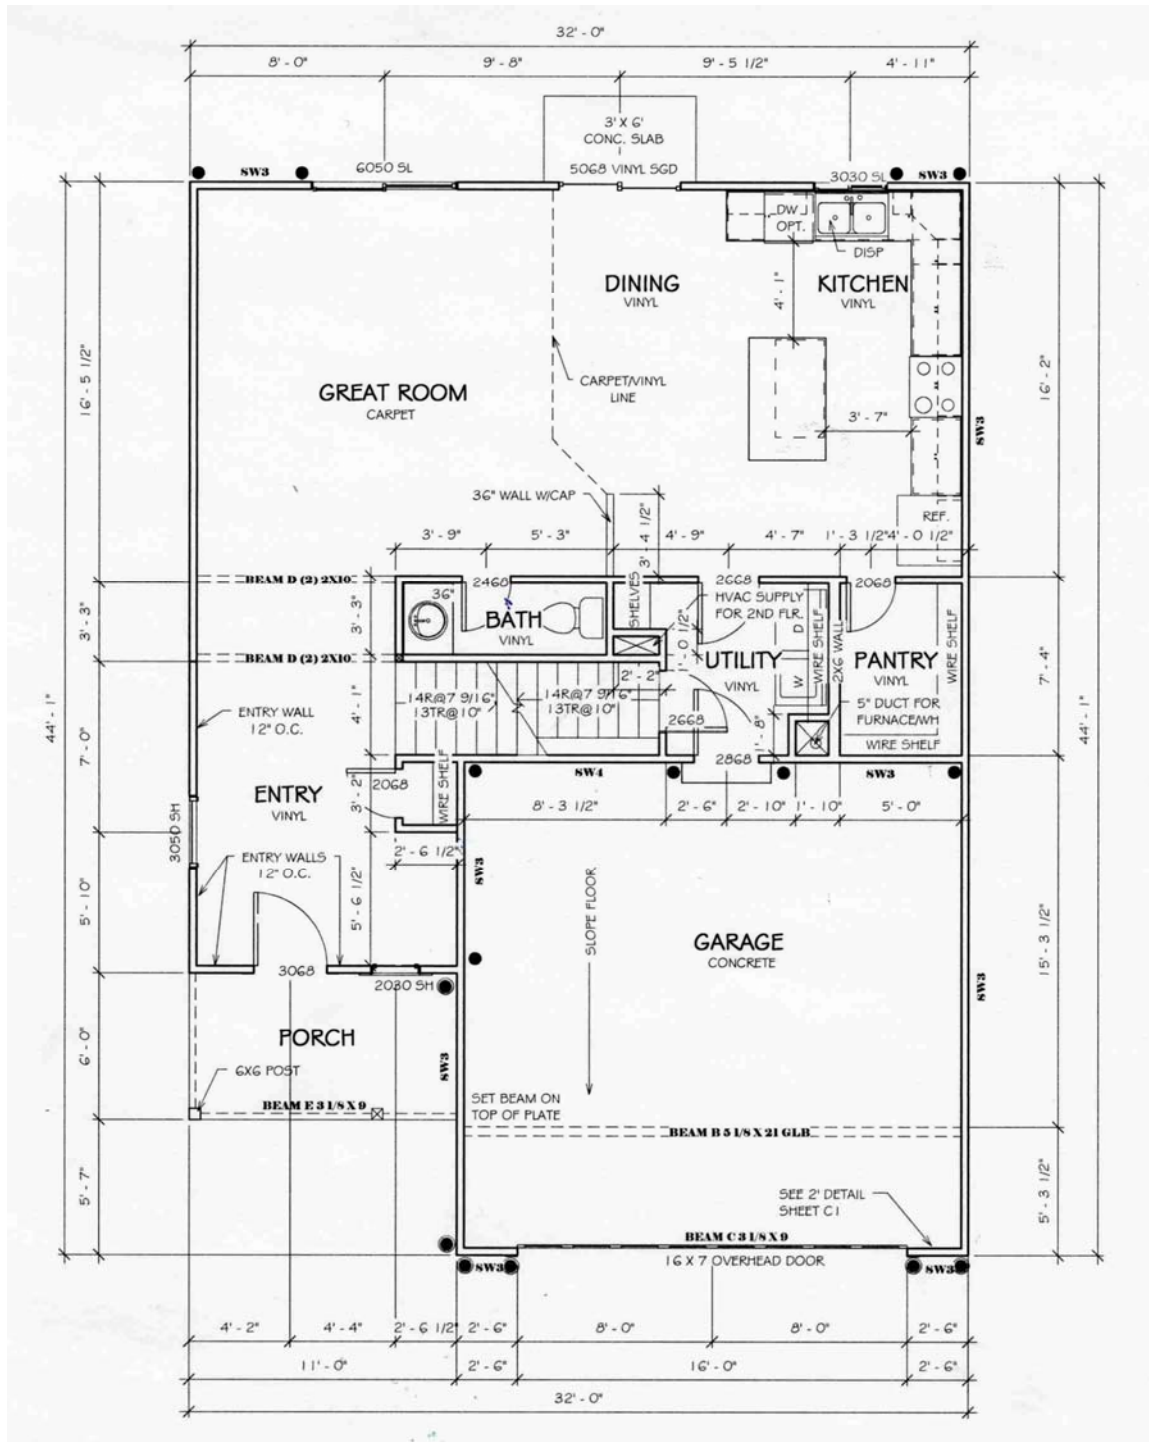 32' - 0"
8' - 0"
9' - 8"
9' - 5 1/2"
4' - 11"
3' X 6'
CONC. SLAB
6050 SL
5068 VINYL SGD
3030 SL
SW3
SW3
DW
OPT.
DISP
DINING
VINYL
KITCHEN
VINYL
4' - 1"
GREAT ROOM
CARPET
CARPET/VINYL
LINE
3' - 7"
16' - 5 1/2"
16' - 2"
SW3
36" WALL W/CAP
3' - 4 1/2"
REF.
3' - 9"
5' - 3"
4' - 9"
4' - 7"
1' - 3 1/2"
4' - 0 1/2"
BEAM D (2) 2X10
2468
2668
2068
36"
SHELVES
HVAC SUPPLY
FOR 2ND FLR.
3' - 3"
3' - 3"
BATH
VINYL
1' - 0 1/2"
D
W
WIRE SHELF
2X6 WALL
WIRE SHELF
BEAM D (2) 2X10
UTILITY
VINYL
PANTRY
VINYL
7' - 4"
2' - 2"
14R@7 9/16"
13TR@10"
14R@7 9/16"
13TR@10"
4' - 1"
5" DUCT FOR
FURNACE/WH
ENTRY WALL
12" O.C.
2668
1' - 8"
WIRE SHELF
44' - 1"
7' - 0"
44' - 1"
2868
SW4
SW3
2068
WIRE SHELF
3' - 2"
ENTRY
VINYL
8' - 3 1/2"
2' - 6"
2' - 10"
1' - 10"
5' - 0"
3050 SH
ENTRY WALLS
12" O.C.
2' - 6 1/2"
SW3
5' - 10"
5' - 6 1/2"
SLOPE FLOOR
GARAGE
CONCRETE
15' - 3 1/2"
3068
2030 SH
SW3
PORCH
6' - 0"
6X6 POST
SW3
BEAM E 3 1/8 X 9
SET BEAM ON
TOP OF PLATE
BEAM B 5 1/8 X 21 GLB
5' - 7"
SEE 2' DETAIL
SHEET C1
5' - 3 1/2"
BEAM C 3 1/8 X 9
SW3
16 X 7 OVERHEAD DOOR
SW3
4' - 2"
4' - 4"
2' - 6 1/2"
2' - 6"
8' - 0"
8' - 0"
2' - 6"
11' - 0"
2' - 6"
16' - 0"
2' - 6"
32' - 0"